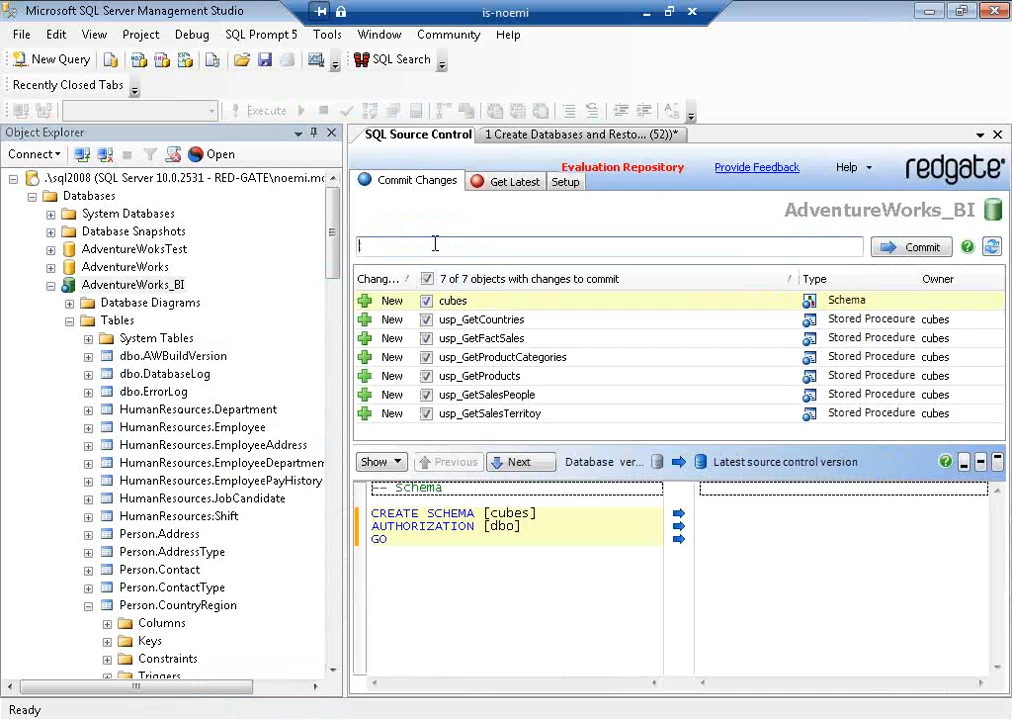 Microsoft SQL Server Management Studio
is-noemi
File Edit View Project Debug SQL Prompt 5 Tools Window Community Help
New Query
SQL Search
Recently Closed Tabs
Execute
Object Explorer
SQL Source Control
1 Create Databases and Resto... (52))*
Connect
Open
Evaluation Repository
Provide Feedback
Help
redgate
Commit Changes
Get Latest
Setup
AdventureWorks_BI
Commit
Chang...
7 of 7 objects with changes to commit
Type
Owner
New cubes Schema
New usp_GetCountries Stored Procedure cubes
New usp_GetFactSales Stored Procedure cubes
New usp_GetProductCategories Stored Procedure cubes
New usp_GetProducts Stored Procedure cubes
New usp_GetSalesPeople Stored Procedure cubes
New usp_GetSalesTerritoy Stored Procedure cubes
Show
Previous
Next
Database ver...
Latest source control version
-- Schema
CREATE SCHEMA [cubes]
AUTHORIZATION [dbo]
GO
.\sql2008 (SQL Server 10.0.2531 - RED-GATE\noemi.mo
Databases
System Databases
Database Snapshots
AdventureWoksTest
AdventureWorks
AdventureWorks_BI
Database Diagrams
Tables
System Tables
dbo.AWBuildVersion
dbo.DatabaseLog
dbo.ErrorLog
HumanResources.Department
HumanResources.Employee
HumanResources.EmployeeAddress
HumanResources.EmployeeDepartmen
HumanResources.EmployeePayHistory
HumanResources.JobCandidate
HumanResources.Shift
Person.Address
Person.AddressType
Person.Contact
Person.ContactType
Person.CountryRegion
Columns
Keys
Constraints
Triggers
Ready